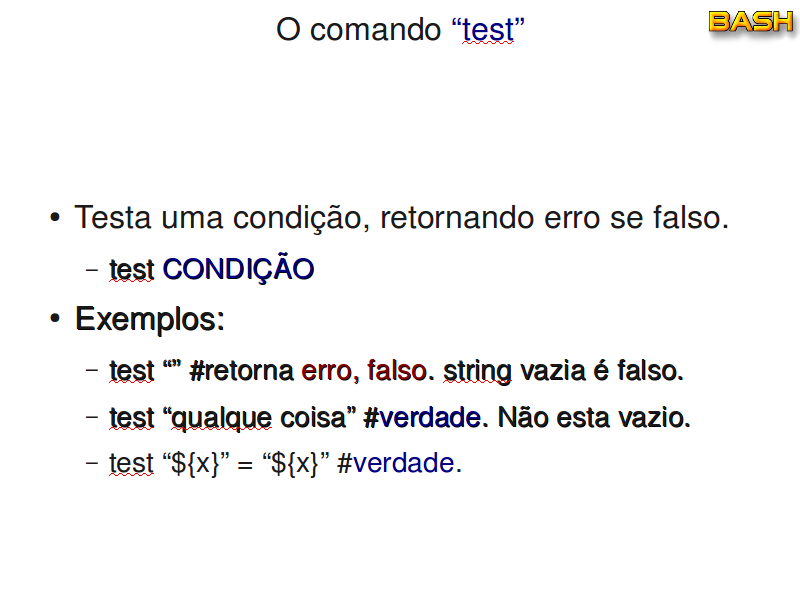 O comando “test”
BASH
• Testa uma condição, retornando erro se falso.
– test CONDIÇÃO
• Exemplos:
– test “” #retorna erro, falso. string vazia é falso.
– test “qualque coisa” #verdade. Não esta vazio.
– test “${x}” = “${x}” #verdade.